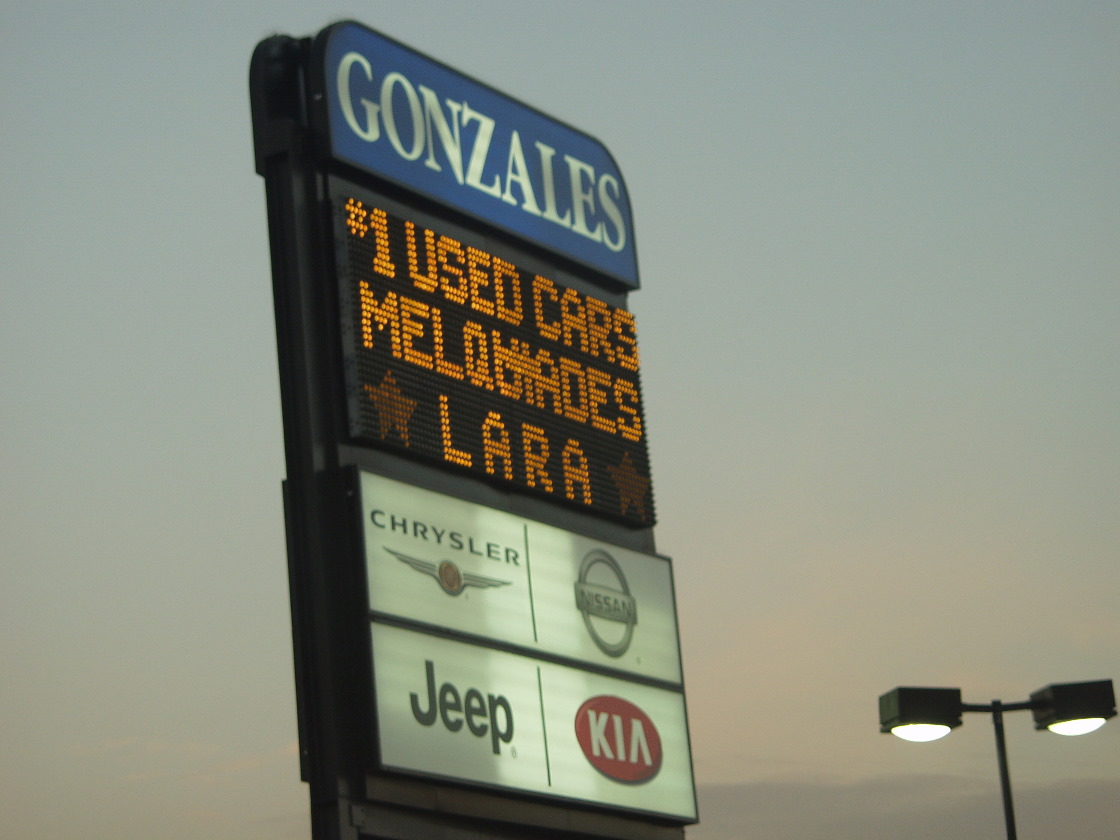 GONZALES
#1 USED CARS
MELQUIADES
LARA
CHRYSLER
NISSAN
Jeep
KIA